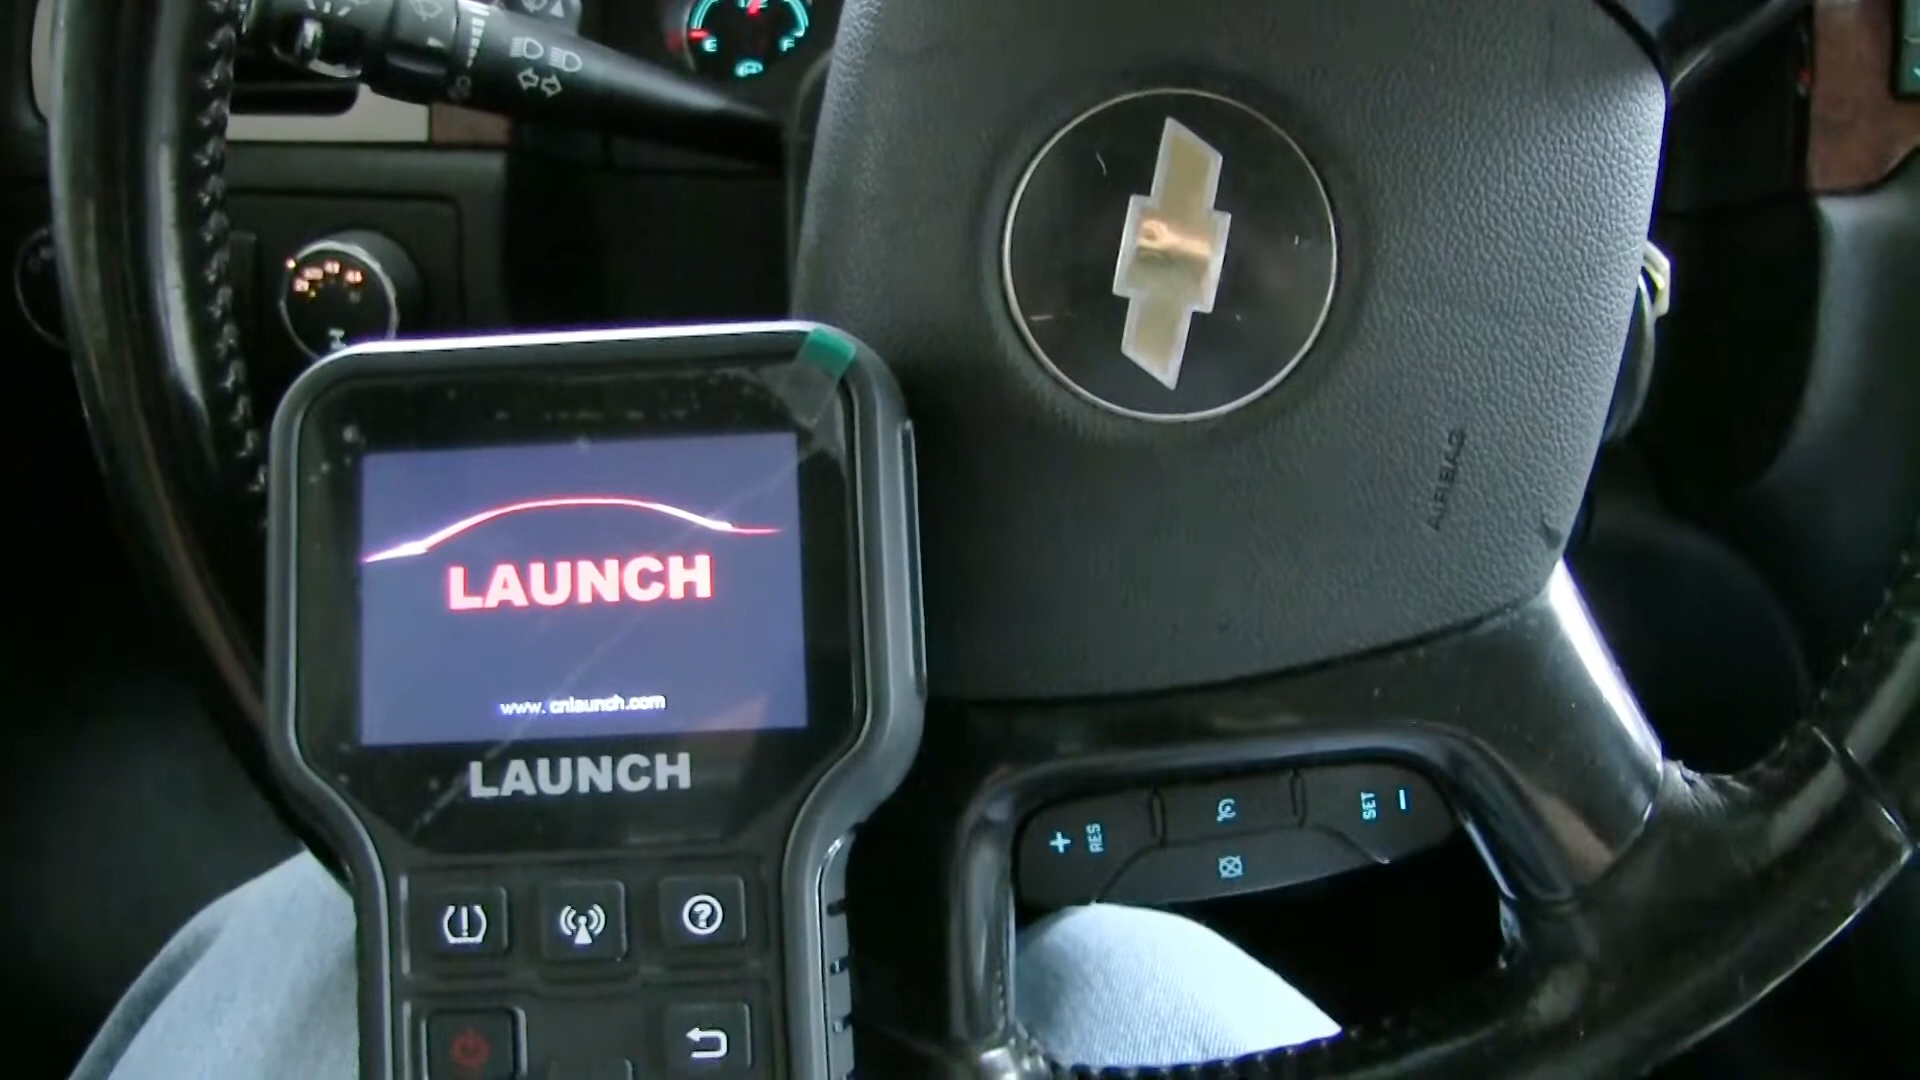 E F
LAUNCH
www.cnlaunch.com
LAUNCH
AIRBAG
+ RES
SET −